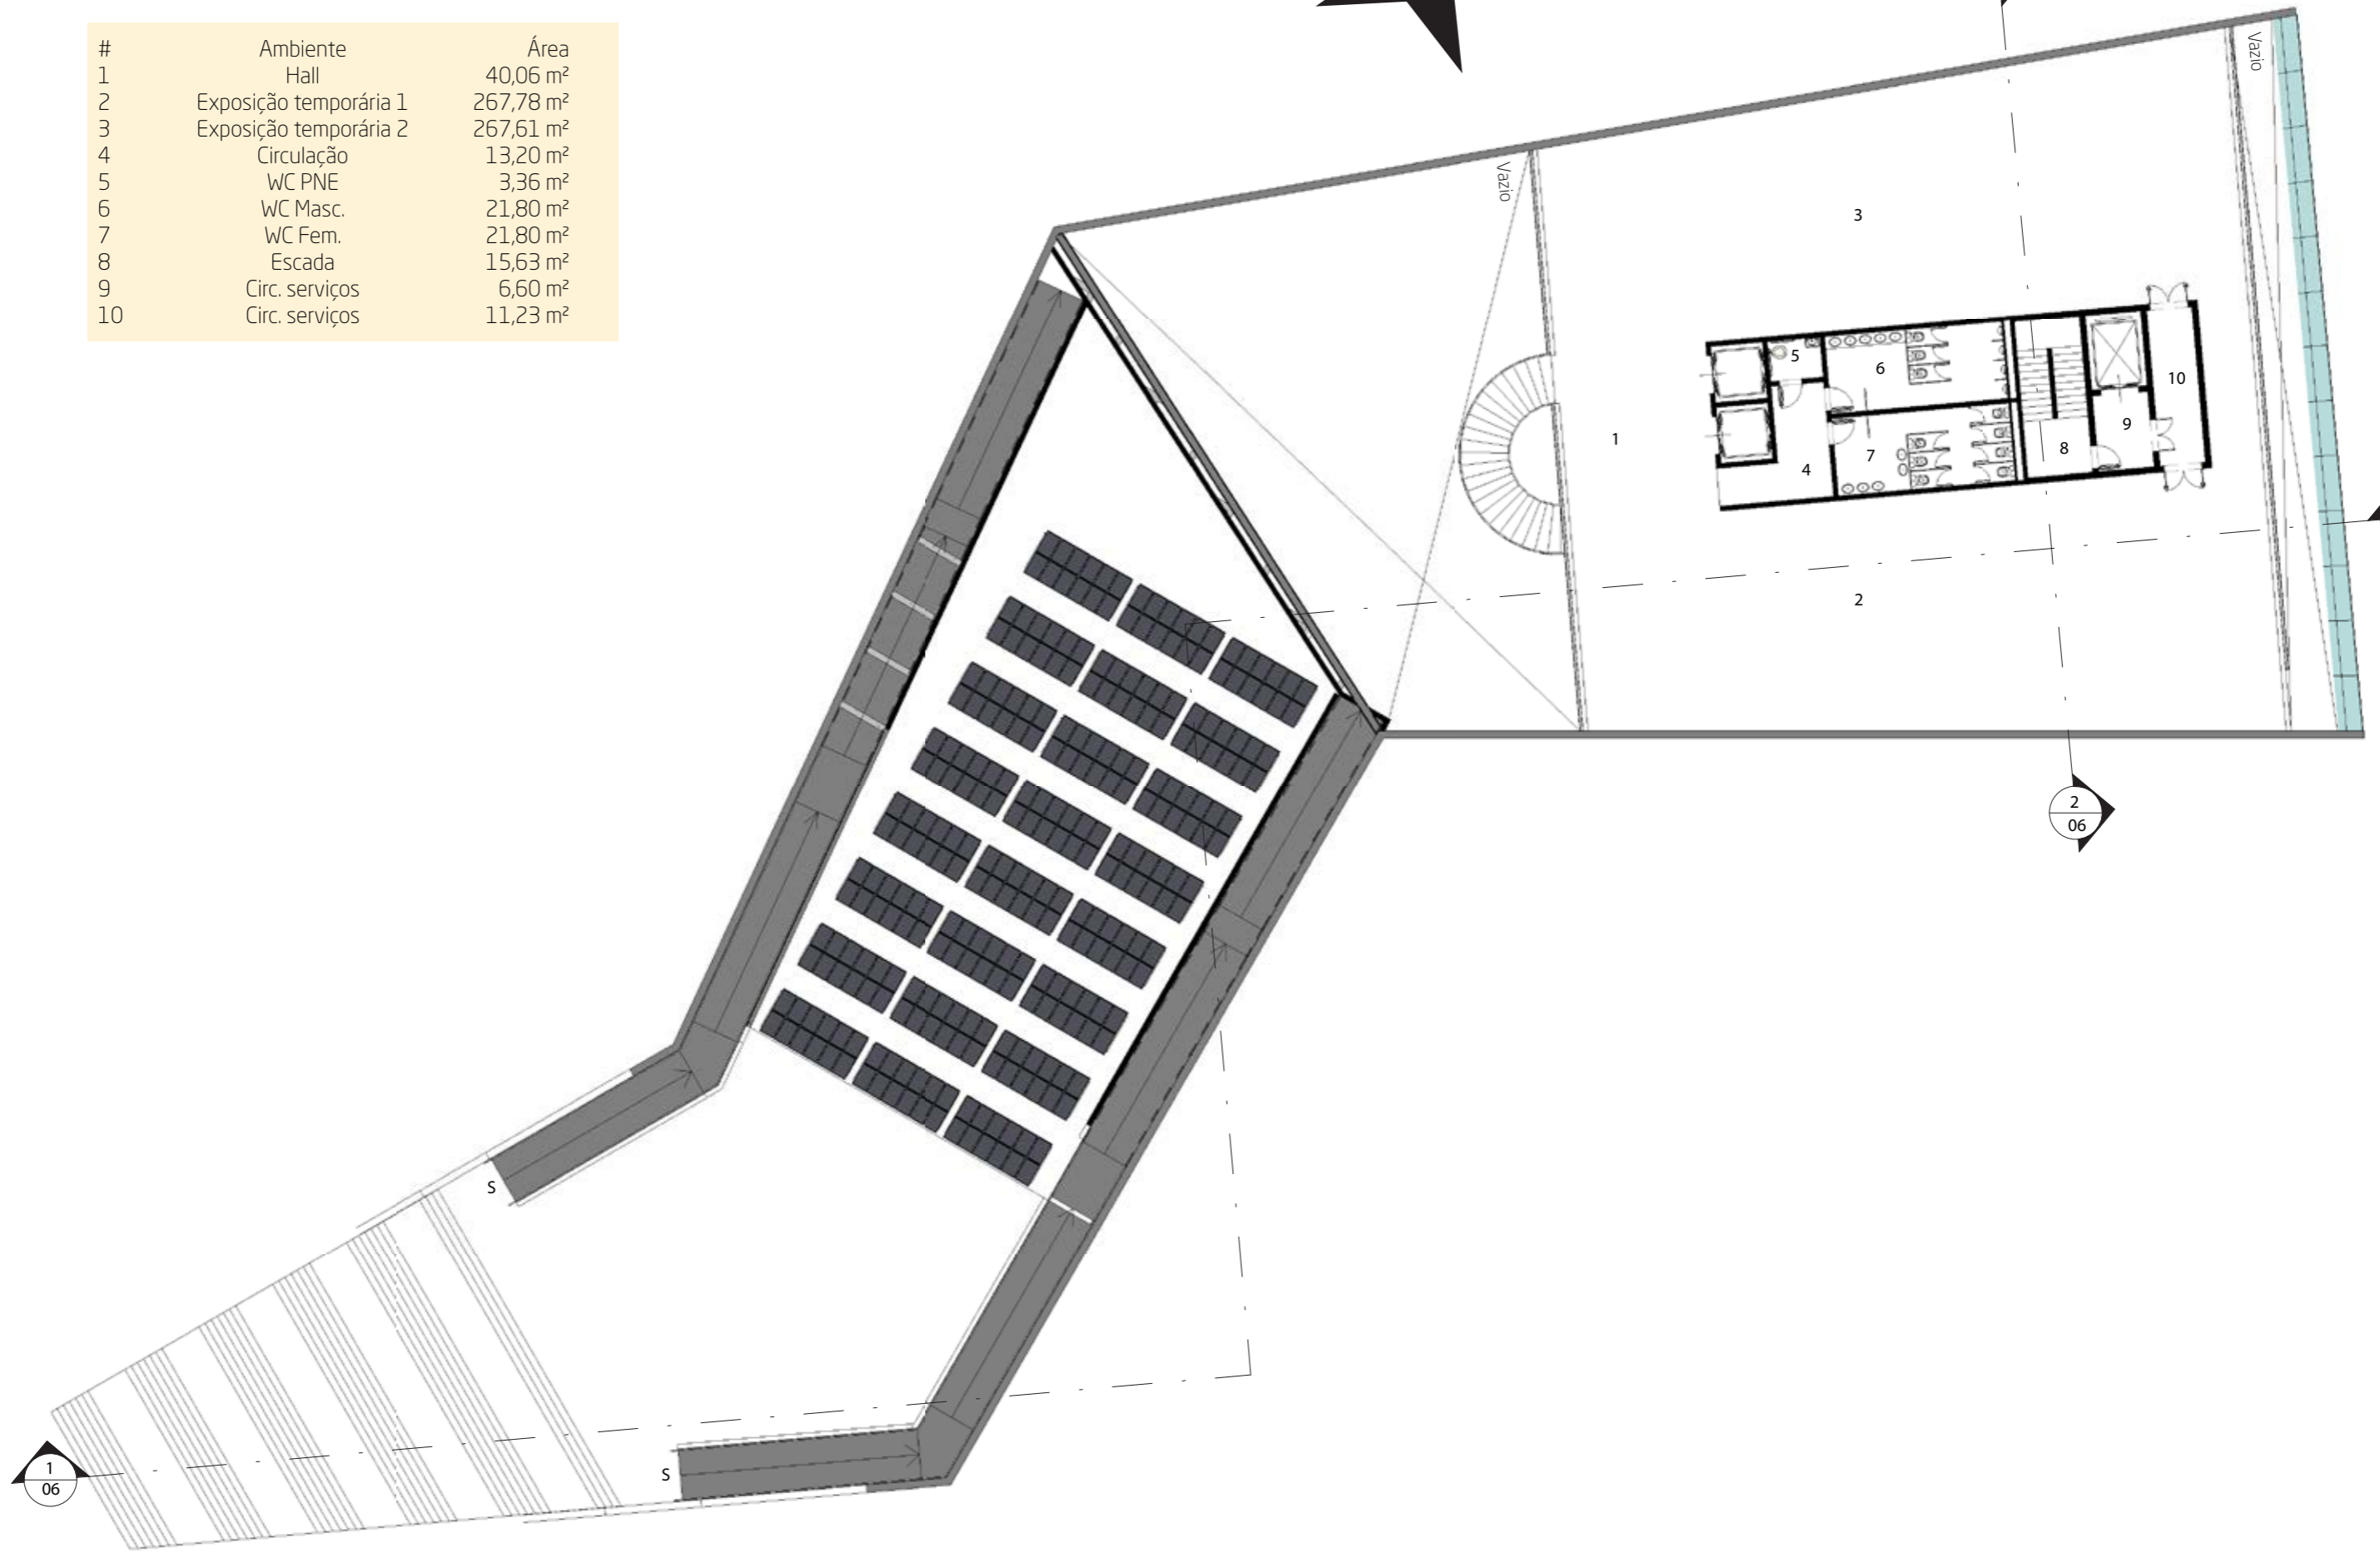 # Ambiente Área
1 Hall 40,06 m²
2 Exposição temporária 1 267,78 m²
3 Exposição temporária 2 267,61 m²
4 Circulação 13,20 m²
5 WC PNE 3,36 m²
6 WC Masc. 21,80 m²
7 WC Fem. 21,80 m²
8 Escada 15,63 m²
9 Circ. serviços 6,60 m²
10 Circ. serviços 11,23 m²
Vazio
Vazio
3
5
6
10
1
4
7
8
9
2
2
06
S
S
1
06